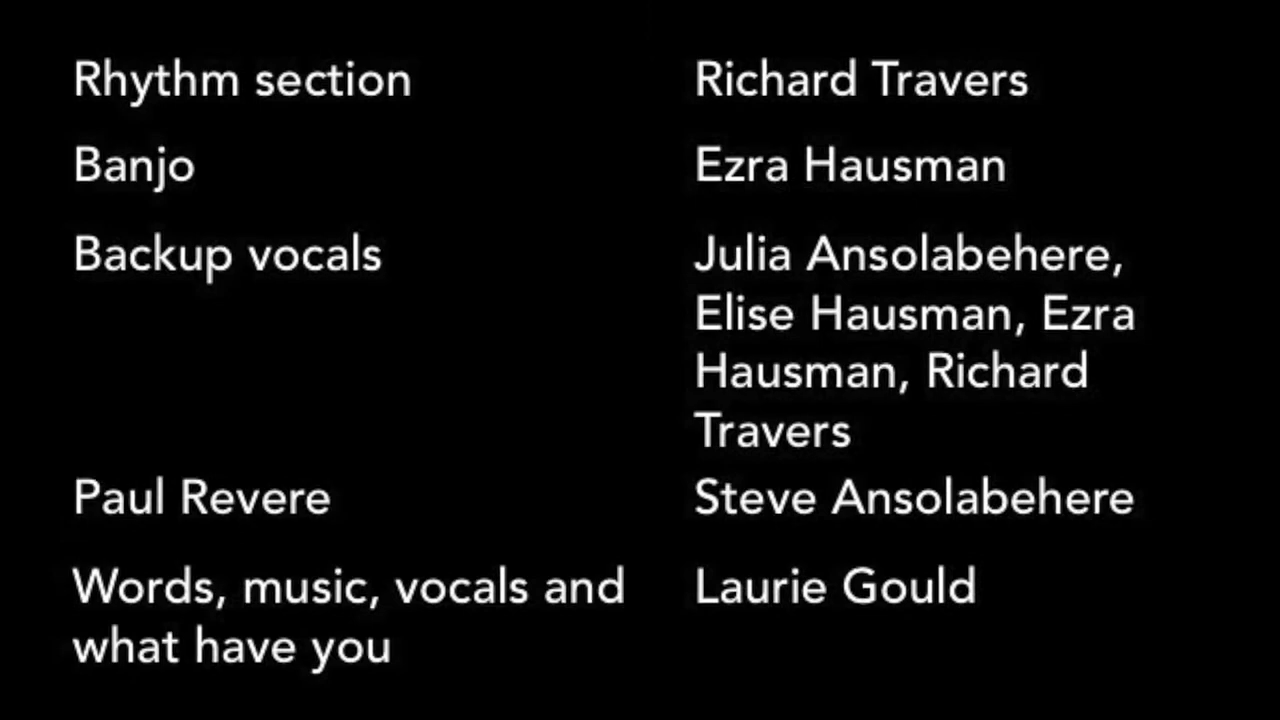 Rhythm section Richard Travers
Banjo Ezra Hausman
Backup vocals Julia Ansolabehere,
Elise Hausman, Ezra
Hausman, Richard
Travers
Paul Revere Steve Ansolabehere
Words, music, vocals and Laurie Gould
what have you